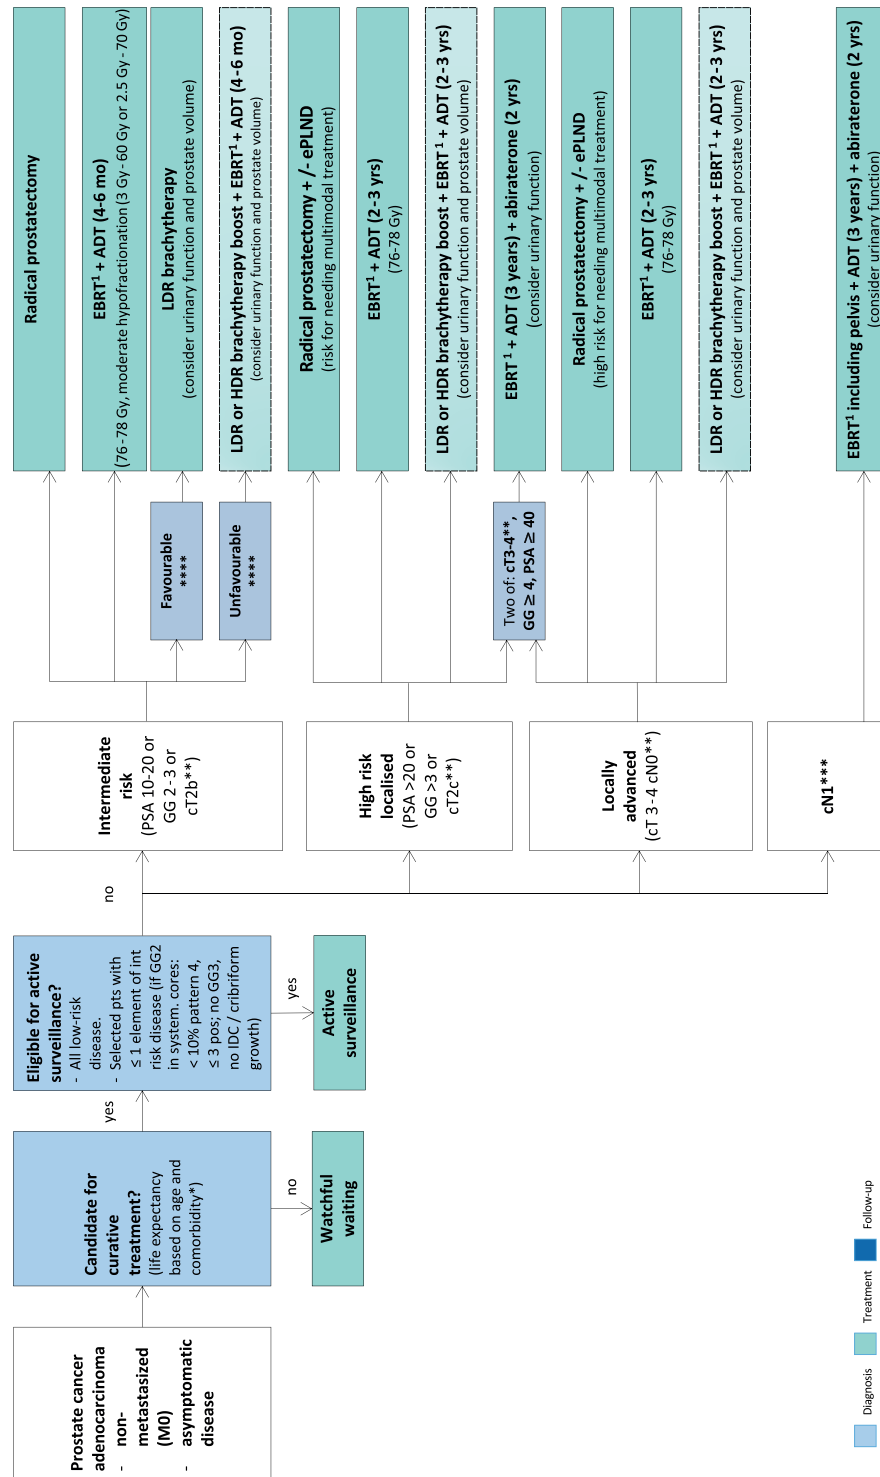 Prostate cancer
adenocarcinoma
- non-
metastasized
(M0)
- asymptomatic
disease
Candidate for
curative
treatment?
(life expectancy
based on age and
comorbidity*)
no
Watchful
waiting
yes
Eligible for active
surveillance?
- All low-risk
disease.
- Selected pts with
≤ 1 element of int
risk disease (if GG2
in system. cores:
< 10% pattern 4,
≤ 3 pos; no GG3,
no IDC / cribriform
growth)
yes
Active
surveillance
no
Intermediate
risk
(PSA 10-20 or
GG 2 - 3 or
cT2b**)
High risk
localised
(PSA >20 or
GG >3 or
cT2c**)
Locally
advanced
(cT 3 - 4 cN0**)
cN1***
Favourable
****
Unfavourable
****
Two of: cT3-4**,
GG ≥ 4, PSA ≥ 40
Radical prostatectomy
EBRT¹ + ADT (4-6 mo)
(76-78 Gy, moderate hypofractionation (3 Gy - 60 Gy or 2.5 Gy - 70 Gy)
LDR brachytherapy
(consider urinary function and prostate volume)
LDR or HDR brachytherapy boost + EBRT¹ + ADT (4-6 mo)
(consider urinary function and prostate volume)
Radical prostatectomy + /- ePLND
(risk for needing multimodal treatment)
EBRT¹ + ADT (2-3 yrs)
(76-78 Gy)
LDR or HDR brachytherapy boost + EBRT¹ + ADT (2-3 yrs)
(consider urinary function and prostate volume)
EBRT¹ + ADT (3 years) + abiraterone (2 yrs)
(consider urinary function)
Radical prostatectomy + /- ePLND
(high risk for needing multimodal treatment)
EBRT¹ + ADT (2-3 yrs)
(76-78 Gy)
LDR or HDR brachytherapy boost + EBRT¹ + ADT (2-3 yrs)
(consider urinary function and prostate volume)
EBRT¹ including pelvis + ADT (3 years) + abiraterone (2 yrs)
(consider urinary function)
Diagnosis
Treatment
Follow-up